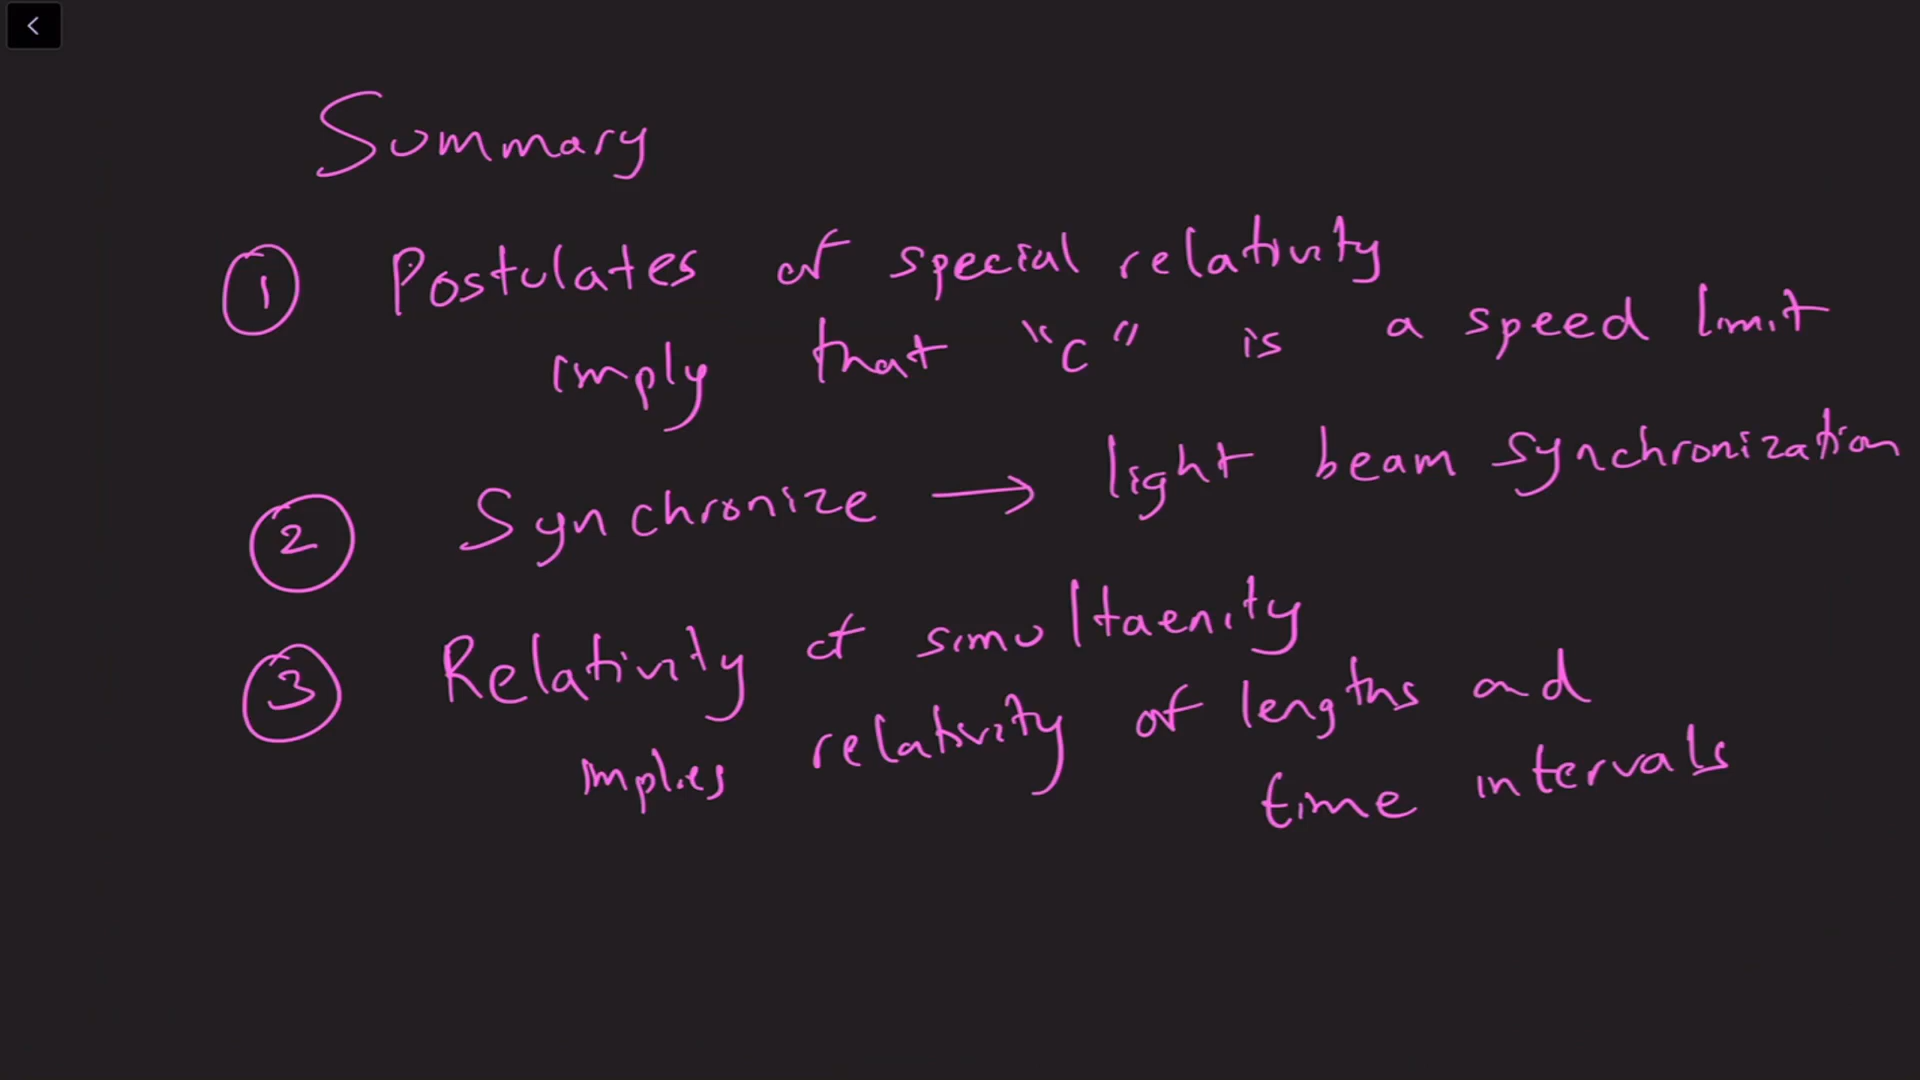 Summary
① Postulates of special relativity
imply that "c" is a speed limit
② Synchronize → light beam synchronization
③ Relativity of simultaenity
implies relativity of lengths and
time intervals